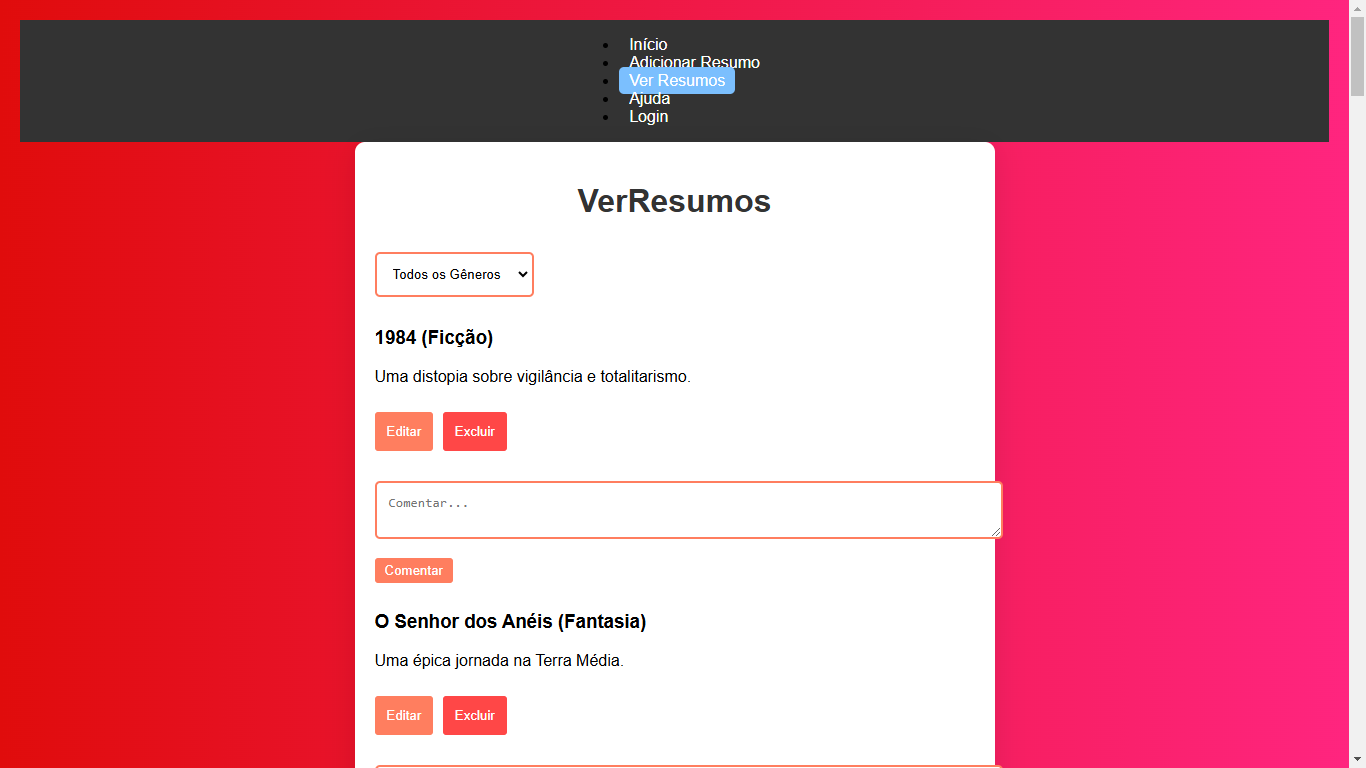 Início
Adicionar Resumo
Ver Resumos
Ajuda
Login
VerResumos
Todos os Gêneros
1984 (Ficção)
Uma distopia sobre vigilância e totalitarismo.
Editar Excluir
Comentar...
Comentar
O Senhor dos Anéis (Fantasia)
Uma épica jornada na Terra Média.
Editar Excluir